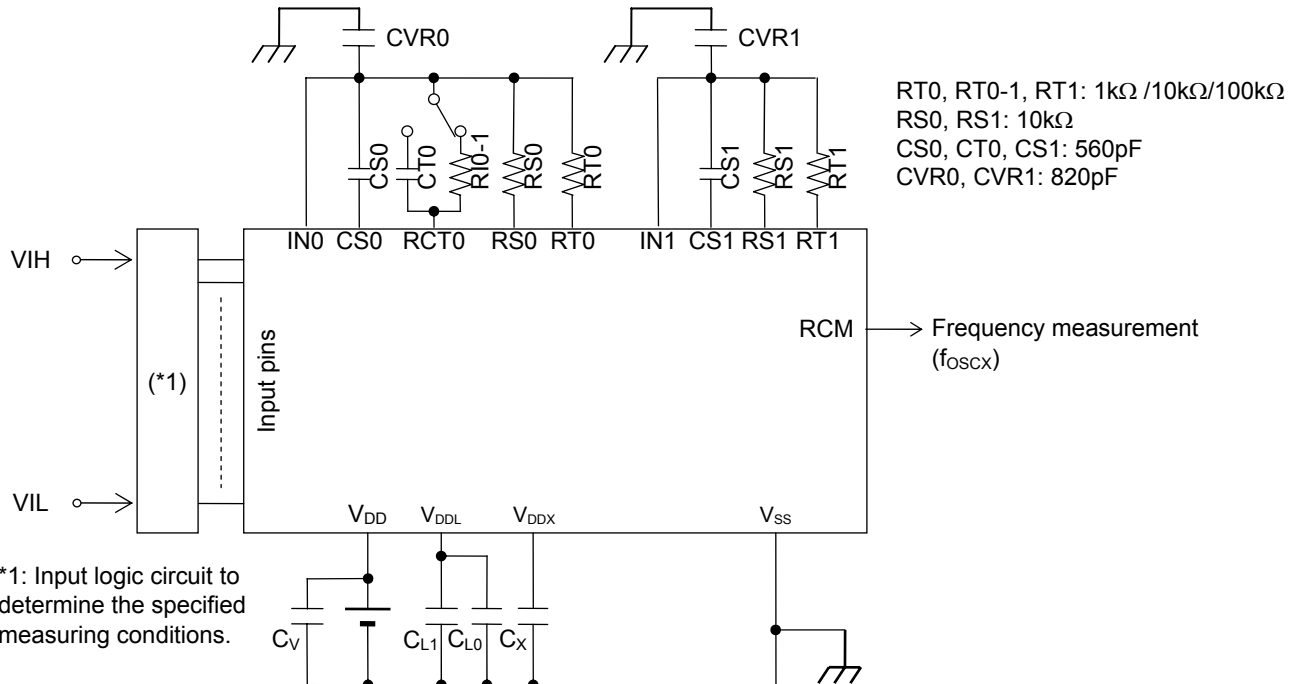 CVR0
CVR1
RT0, RT0-1, RT1: 1kΩ /10kΩ/100kΩ
RS0, RS1: 10kΩ
CS0, CT0, CS1: 560pF
CVR0, CVR1: 820pF
CS0
CT0
RI0-1
RS0
RT0
CS1
RS1
RT1
IN0 CS0 RCT0 RS0 RT0
IN1 CS1 RS1 RT1
VIH
(*1)
Input pins
RCM
Frequency measurement
(fOSCX)
VIL
VDD VDDL VDDX VSS
*1: Input logic circuit to
determine the specified
measuring conditions.
CV
CL1 CL0 CX